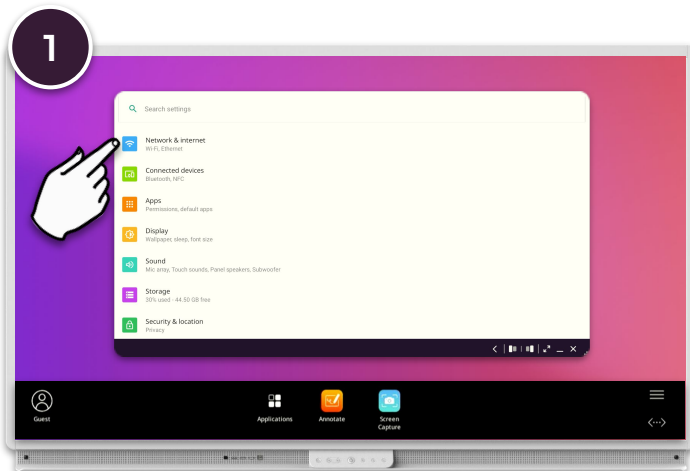 1
Search settings
Network & internet
Wi-Fi, Ethernet
Connected devices
Bluetooth, NFC
Apps
Permissions, default apps
Display
Wallpaper, sleep, font size
Sound
Mic array, Touch sounds, Panel speakers, Subwoofer
Storage
30% used - 44.50 GB free
Security & location
Privacy
Guest
Applications
Annotate
Screen
Capture